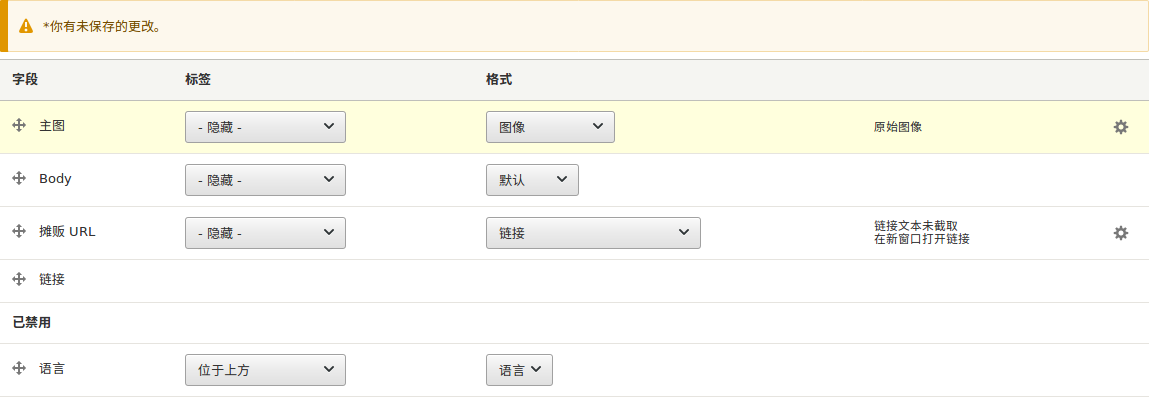 *你有未保存的更改。
字段 标签 格式
主图 - 隐藏 - 图像 原始图像
Body - 隐藏 - 默认
摊贩 URL - 隐藏 - 链接 链接文本未截取
在新窗口打开链接
链接
已禁用
语言 位于上方 语言